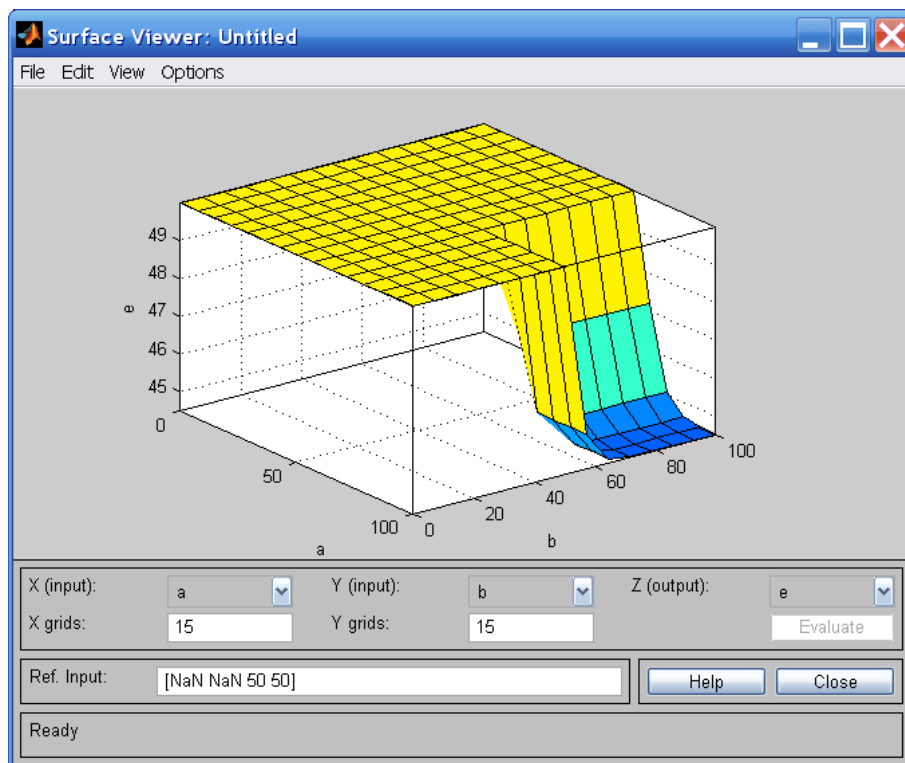 Surface Viewer: Untitled
File Edit View Options
49
48
47
46
45
e
0
50
100
a
0
20
40
60
80
100
b
X (input): a Y (input): b Z (output): e
X grids: 15 Y grids: 15 Evaluate
Ref. Input: [NaN NaN 50 50] Help Close
Ready